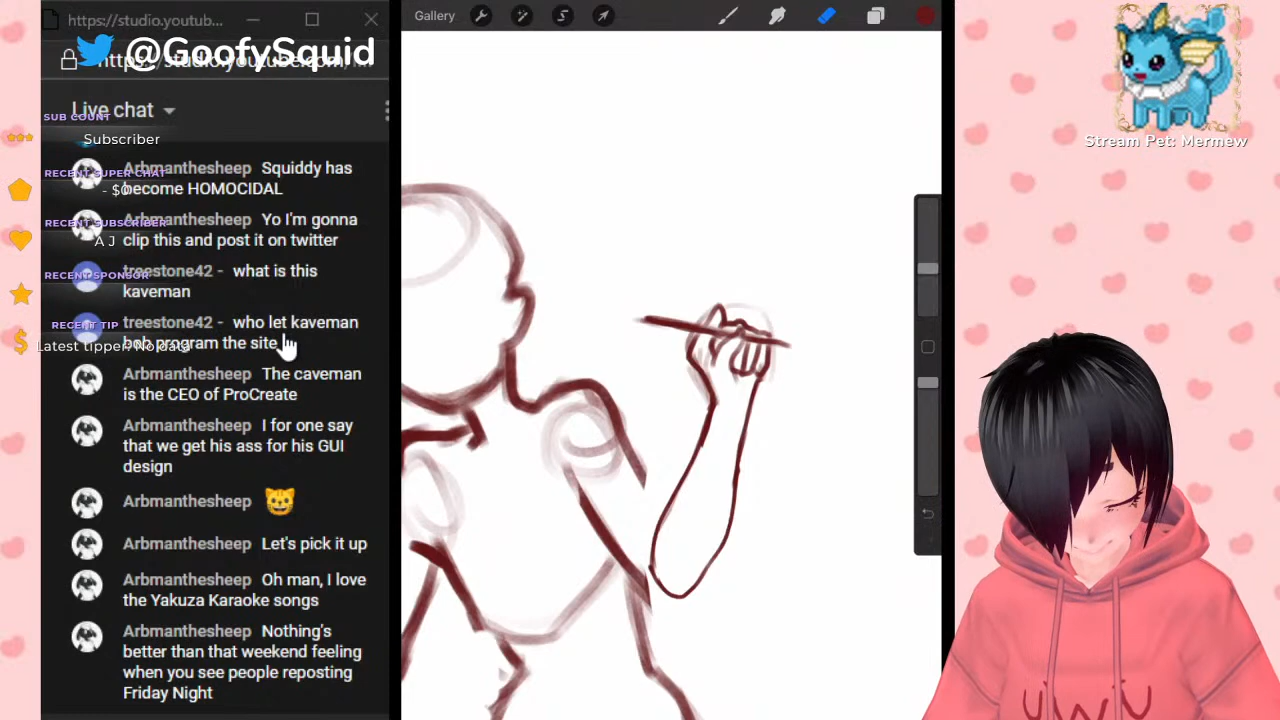 https://studio.youtub...
@GoofySquid
Live chat
SUB COUNT
Subscriber
Arbmanthesheep Squiddy has
become HOMOCIDAL
RECENT SUPER CHAT
- $0
Arbmanthesheep Yo I'm gonna
clip this and post it on twitter
RECENT SUBSCRIBER
A J
treestone42 - what is this
kaveman
RECENT SPONSOR
treestone42 - who let kaveman
bob program the site
RECENT TIP
Latest tipper: No data
Arbmanthesheep The caveman
is the CEO of ProCreate
Arbmanthesheep I for one say
that we get his ass for his GUI
design
Arbmanthesheep 😺
Arbmanthesheep Let's pick it up
Arbmanthesheep Oh man, I love
the Yakuza Karaoke songs
Arbmanthesheep Nothing's
better than that weekend feeling
when you see people reposting
Friday Night
Gallery
Stream Pet: Mermew
UWU